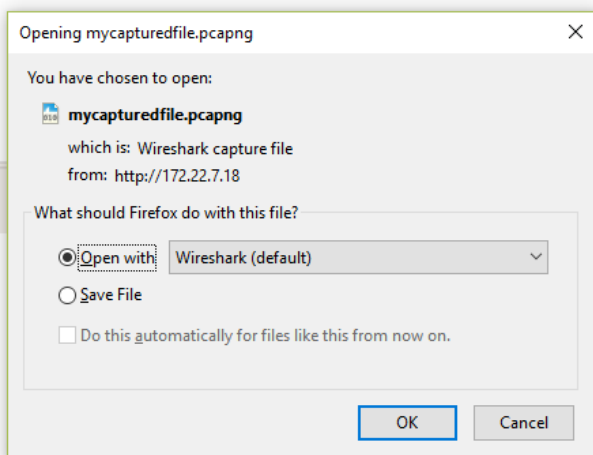 Opening mycapturedfile.pcapng
You have chosen to open:
010
mycapturedfile.pcapng
which is: Wireshark capture file
from: http://172.22.7.18
What should Firefox do with this file?
Open with Wireshark (default)
Save File
Do this automatically for files like this from now on.
OK Cancel